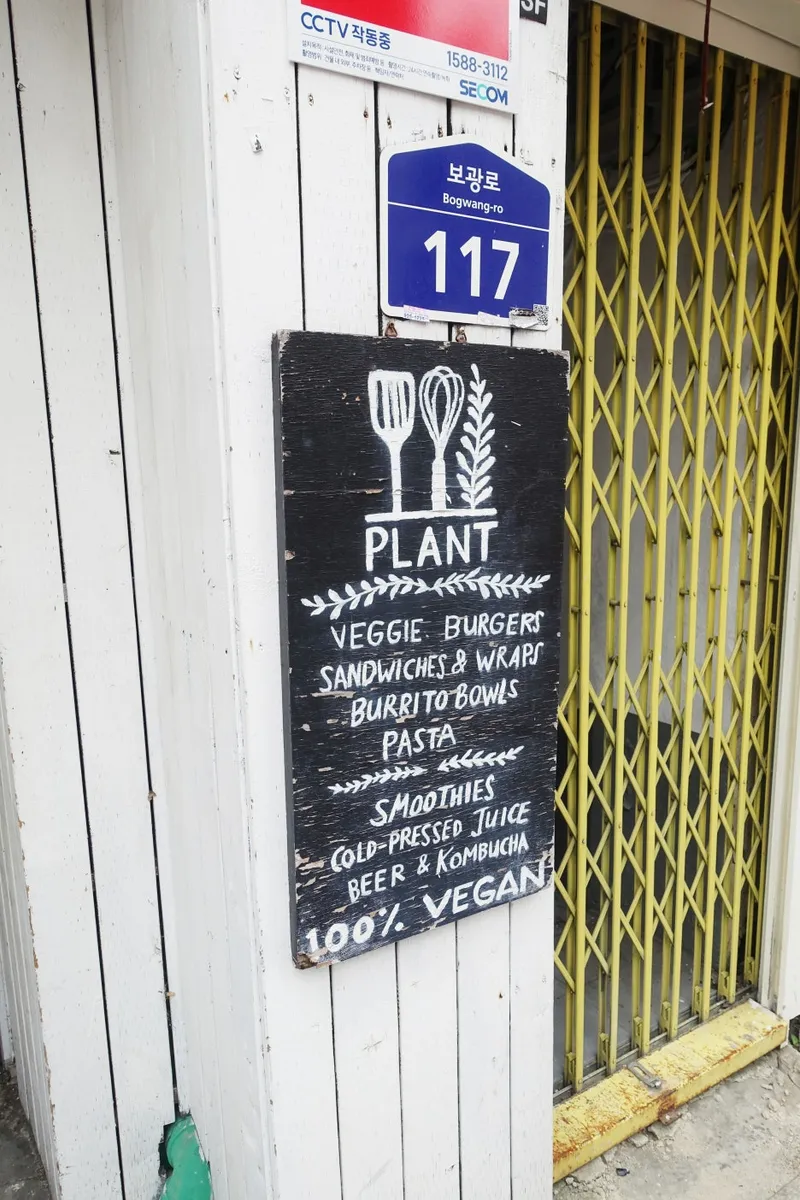 3F
CCTV 작동중
1588-3112
SECOM
보광로
Bogwang-ro
117
PLANT
VEGGIE BURGERS
SANDWICHES & WRAPS
BURRITO BOWLS
PASTA
SMOOTHIES
COLD-PRESSED JUICE
BEER & KOMBUCHA
100% VEGAN